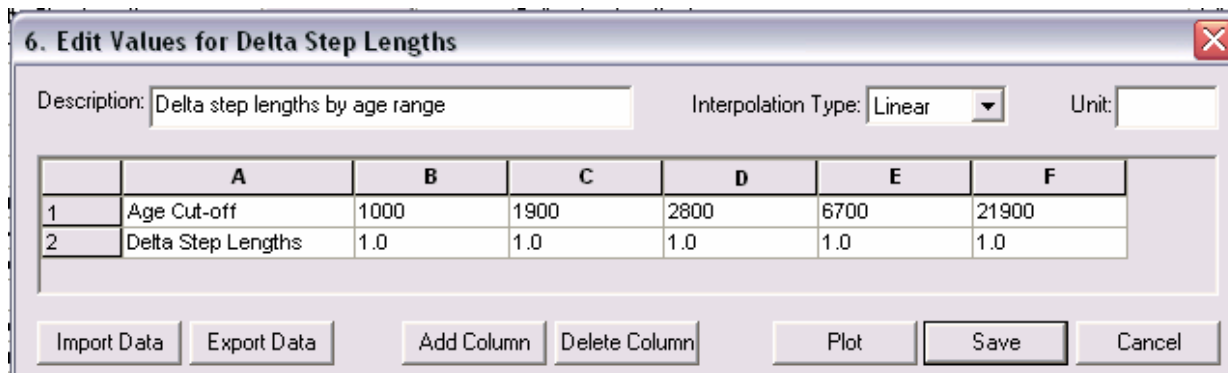 6. Edit Values for Delta Step Lengths
Description: Delta step lengths by age range Interpolation Type: Linear Unit:
A B C D E F
1 Age Cut-off 1000 1900 2800 6700 21900
2 Delta Step Lengths 1.0 1.0 1.0 1.0 1.0
Import Data Export Data Add Column Delete Column Plot Save Cancel